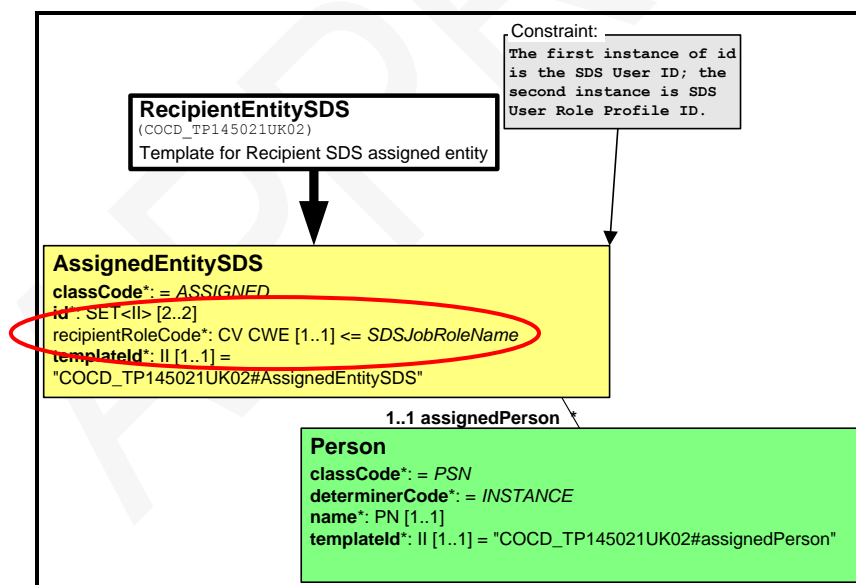 Constraint:
The first instance of id
is the SDS User ID; the
second instance is SDS
User Role Profile ID.
RecipientEntitySDS
(COCD_TP145021UK02)
Template for Recipient SDS assigned entity
AssignedEntitySDS
classCode*: = ASSIGNED
id*: SET<II> [2..2]
recipientRoleCode*: CV CWE [1..1] <= SDSJobRoleName
templateId*: II [1..1] =
"COCD_TP145021UK02#AssignedEntitySDS"
1..1 assignedPerson *
Person
classCode*: = PSN
determinerCode*: = INSTANCE
name*: PN [1..1]
templateId*: II [1..1] = "COCD_TP145021UK02#assignedPerson"